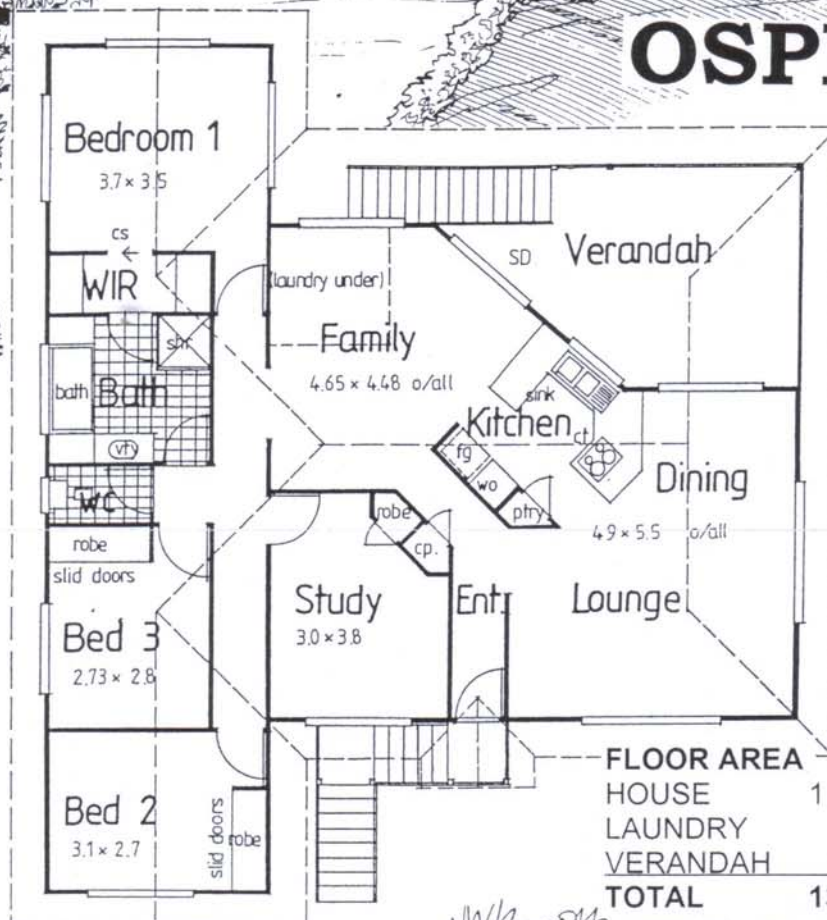 OSP
Bedroom 1
3.7 × 3.5
cs
WIR
(laundry under)
SD
Verandah
shr
Family
4.65 × 4.48 o/all
bath
Bath
sink
Kitchen
ct
vty
fg
wo
Dining
WC
robe
ptry
4.9 × 5.5 o/all
robe
cp.
slid doors
Study
3.0 × 3.8
Ent.
Lounge
Bed 3
2.73 × 2.8
FLOOR AREA
HOUSE 1
LAUNDRY
VERANDAH
TOTAL 1
Bed 2
3.1 × 2.7
slid doors
robe